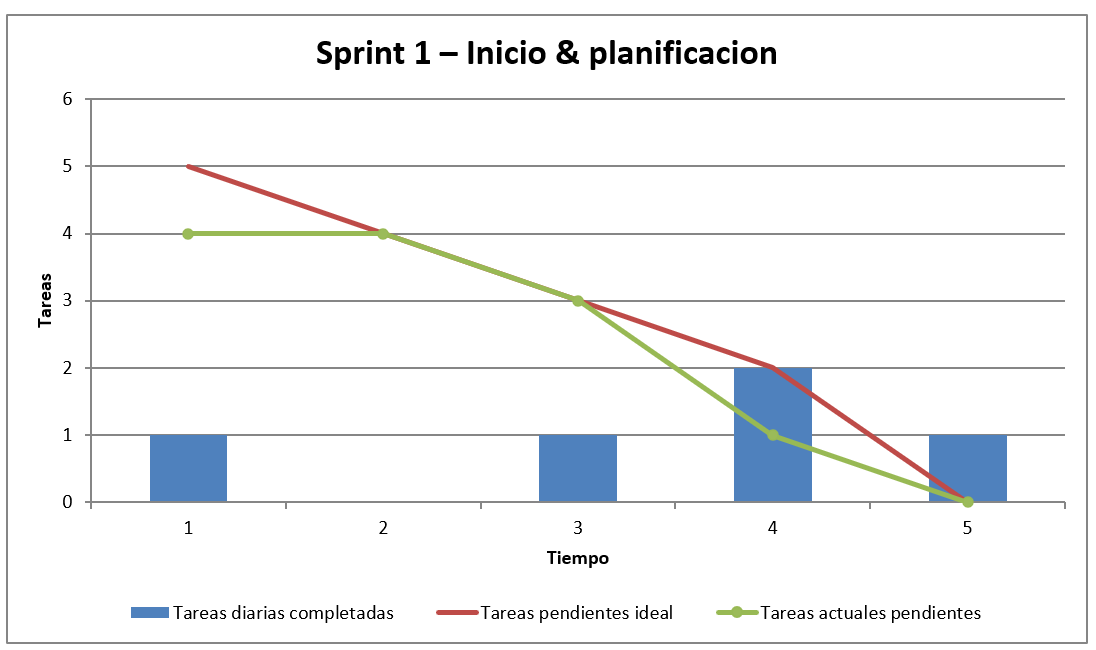 Sprint 1 – Inicio & planificacion
6
5
4
3
2
1
0
Tareas
1 2 3 4 5
Tiempo
Tareas diarias completadas Tareas pendientes ideal Tareas actuales pendientes